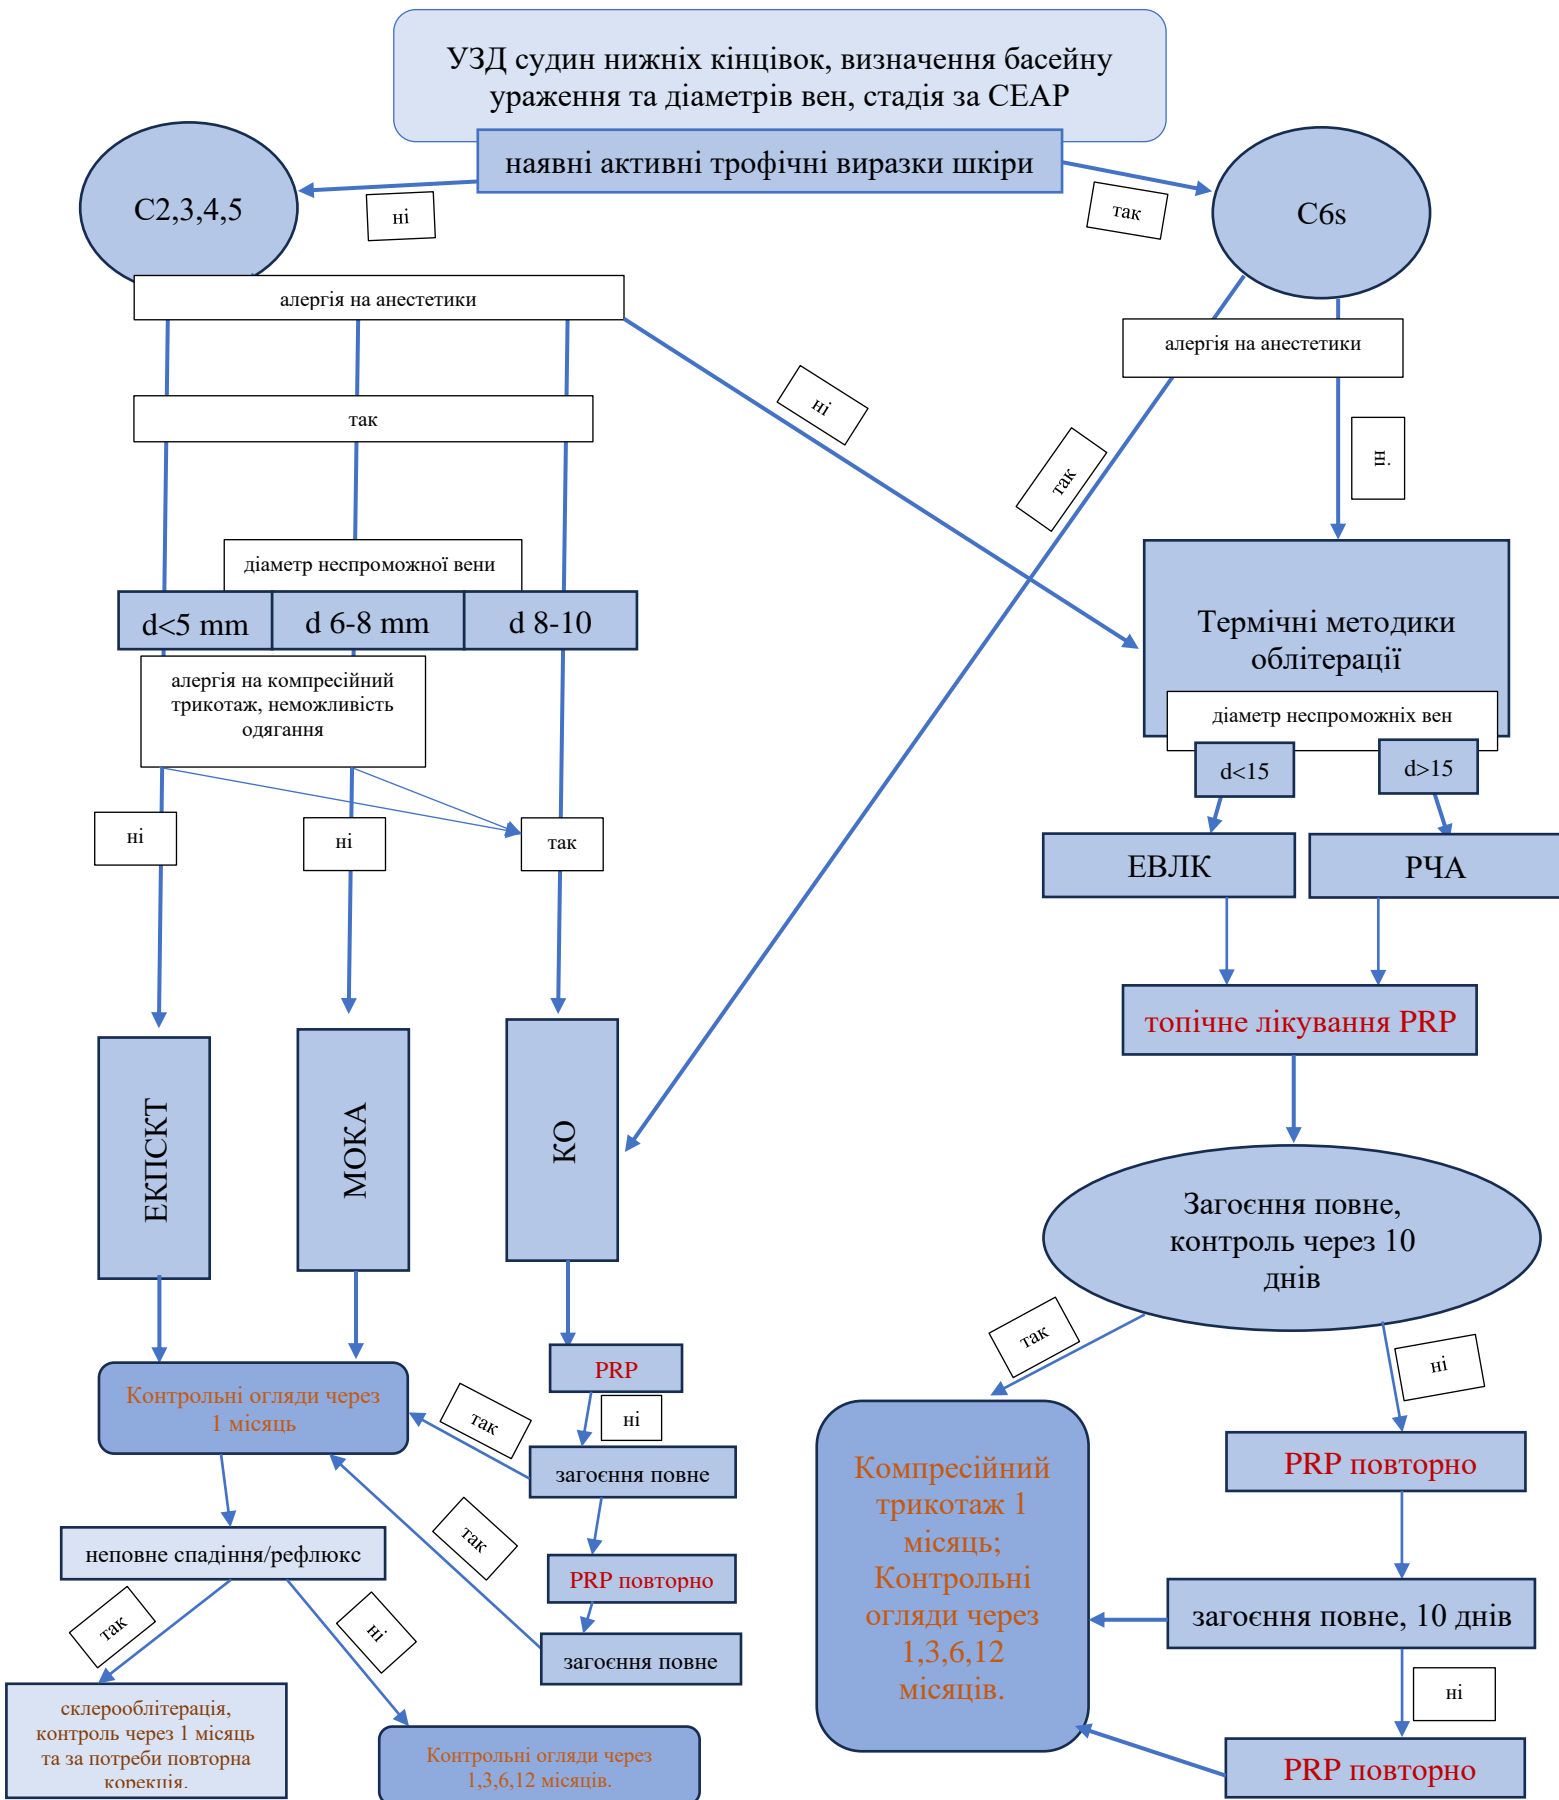 УЗД судин нижніх кінцівок, визначення басейну
ураження та діаметрів вен, стадія за CEAP
наявні активні трофічні виразки шкіри
С2,3,4,5
ні
так
C6s
алергія на анестетики
алергія на анестетики
так
ні
так
ні
діаметр неспроможної вени
d<5 mm
d 6-8 mm
d 8-10
алергія на компресійний
трикотаж, неможливість
одягання
Термічні методики
облітерації
діаметр неспроможніх вен
d<15
d>15
ні
ні
так
ЕВЛК
РЧА
топічне лікування PRP
ЕКПСКТ
МОКА
КО
Загоєння повне,
контроль через 10
днів
так
ні
PRP
ні
так
загоєння повне
Контрольні огляди через
1 місяць
PRP повторно
Компресійний
трикотаж 1
місяць;
Контрольні
огляди через
1,3,6,12
місяців.
так
неповне спадіння/рефлюкс
PRP повторно
загоєння повне, 10 днів
так
ні
загоєння повне
ні
склерооблітерація,
контроль через 1 місяць
та за потреби повторна
корекція.
Контрольні огляди через
1,3,6,12 місяців.
PRP повторно